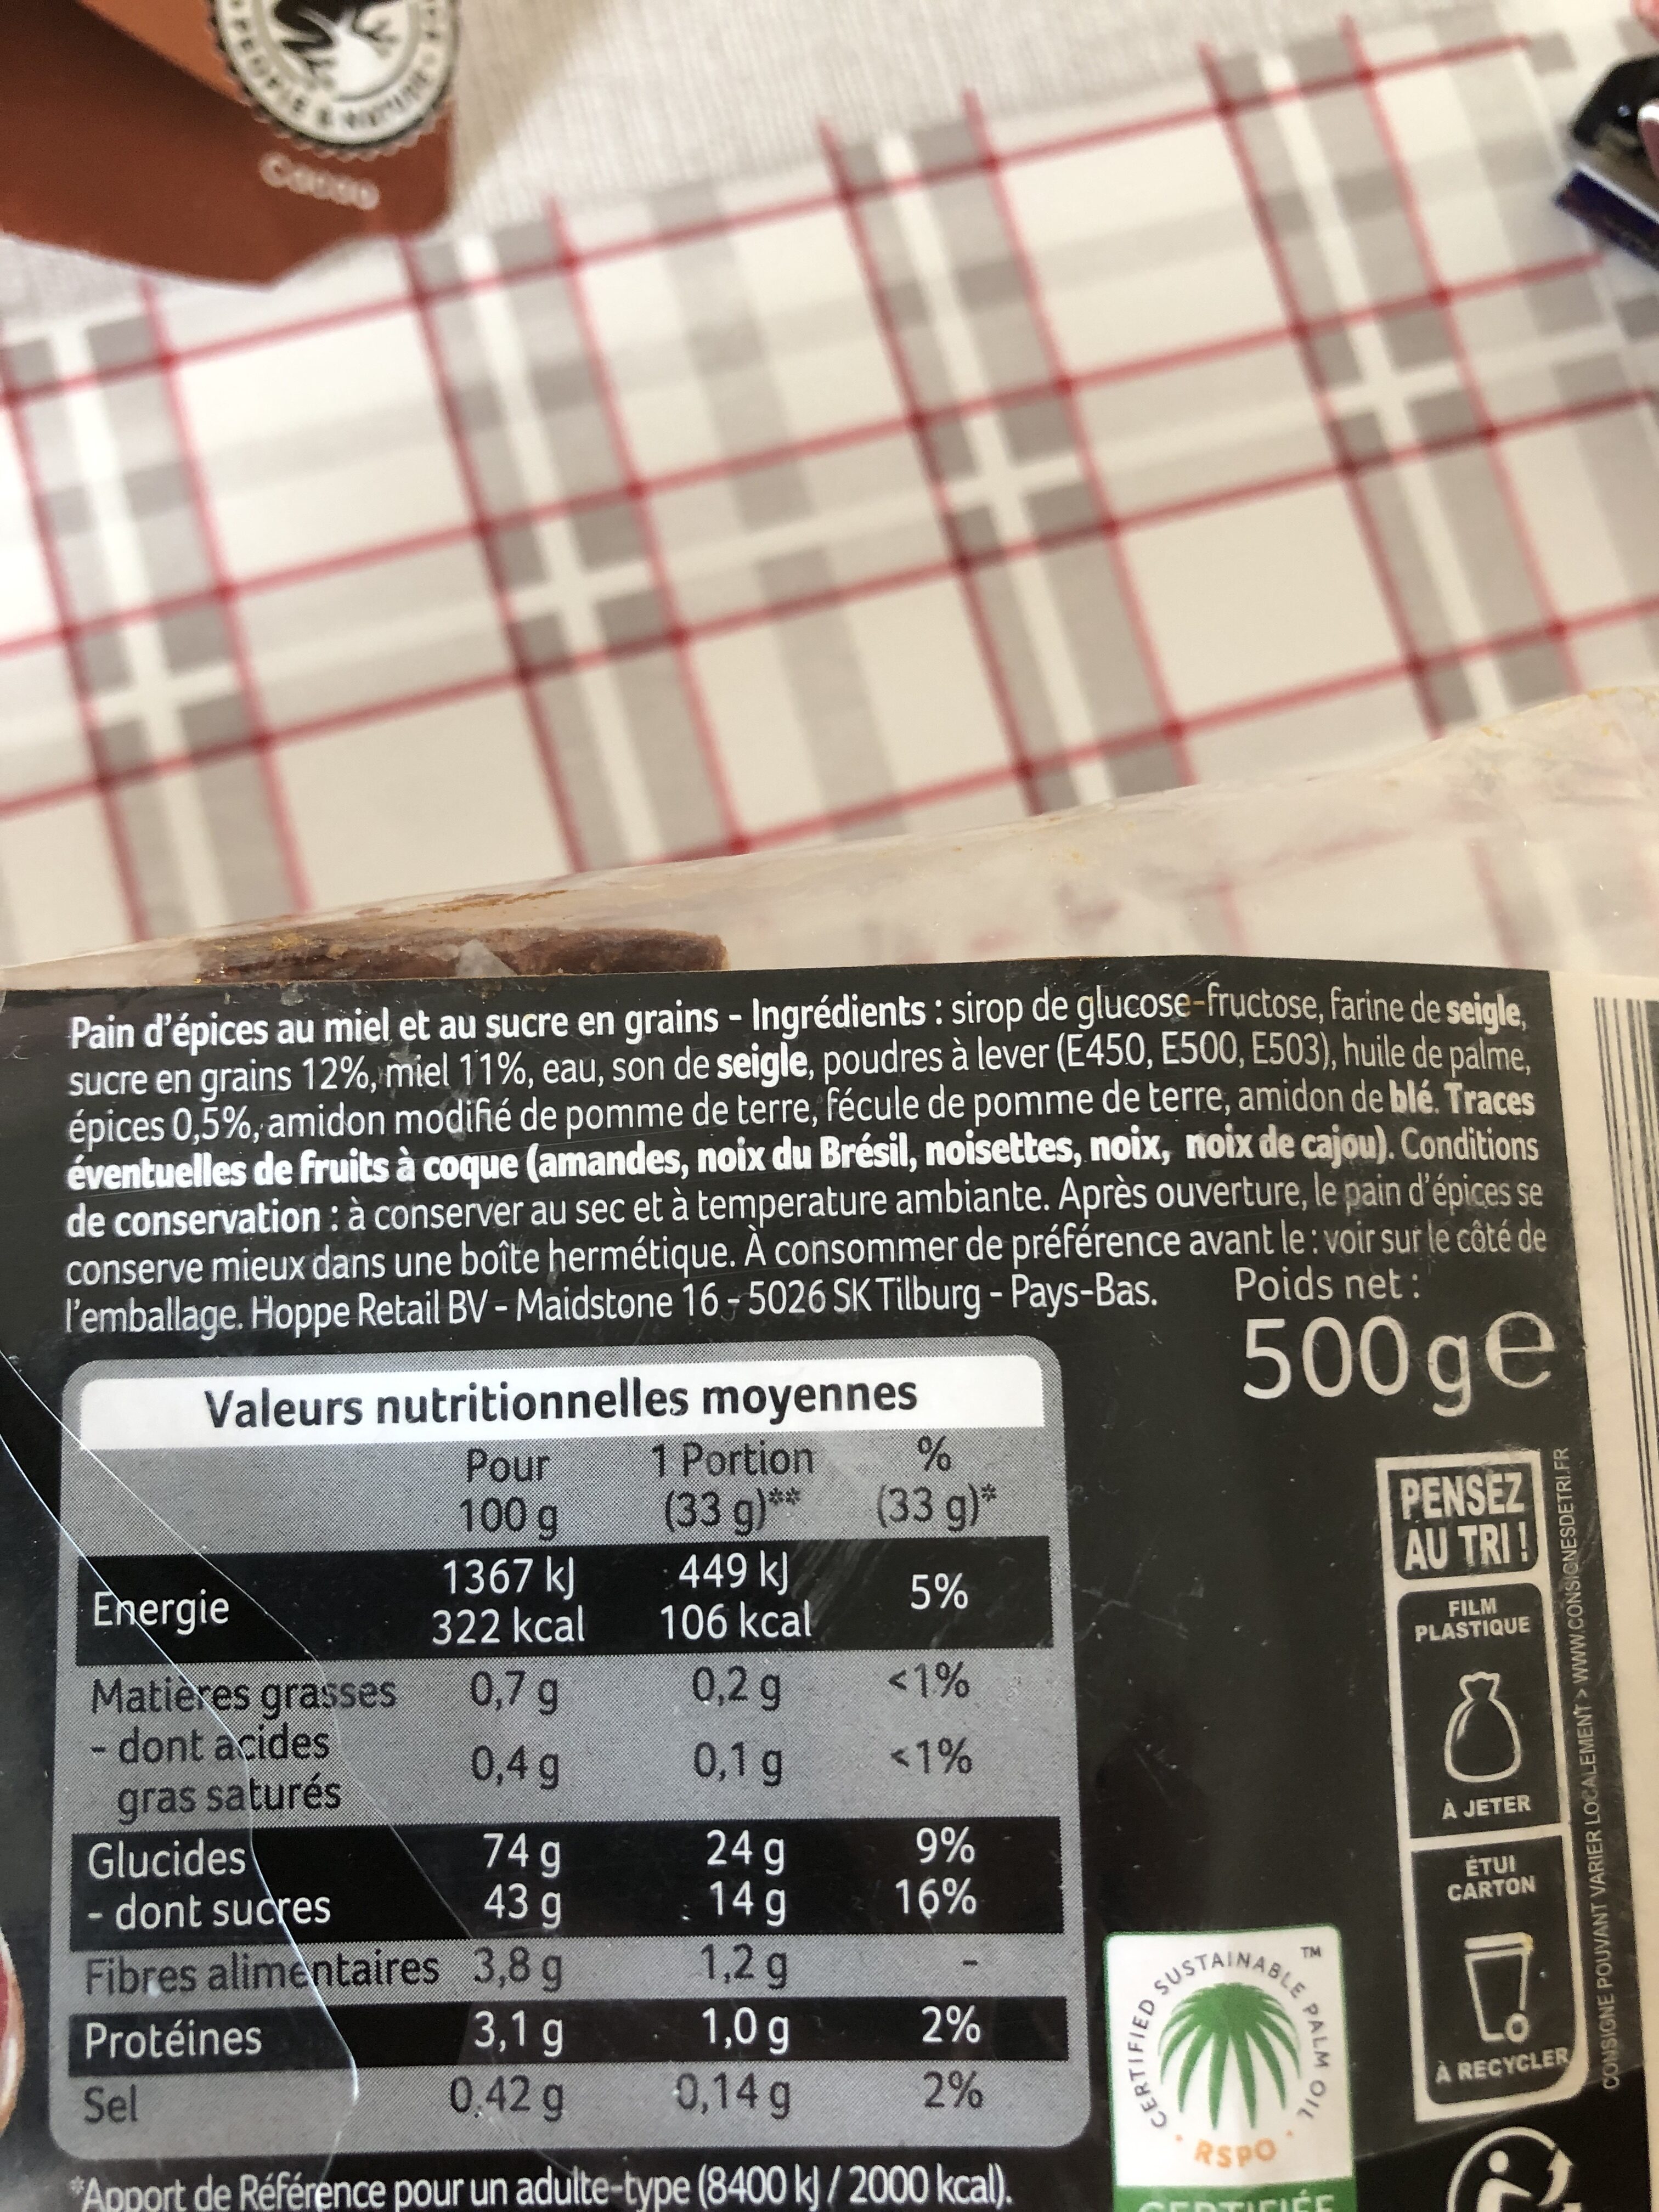 PEOPLE & NATURE
Cacao
Pain d'épices au miel et au sucre en grains - Ingrédients : sirop de glucose-fructose, farine de seigle,
sucre en grains 12%, miel 11%, eau, son de seigle, poudres à lever (E450, E500, E503), huile de palme,
épices 0,5%, amidon modifié de pomme de terre, fécule de pomme de terre, amidon de blé. Traces
éventuelles de fruits à coque (amandes, noix du Brésil, noisettes, noix, noix de cajou). Conditions
de conservation : à conserver au sec et à temperature ambiante. Après ouverture, le pain d'épices se
conserve mieux dans une boîte hermétique. À consommer de préférence avant le : voir sur le côté de
l'emballage. Hoppe Retail BV - Maidstone 16 - 5026 SK Tilburg - Pays-Bas.
Poids net :
500 g e
Valeurs nutritionnelles moyennes
Pour 1 Portion %
100 g (33 g)** (33 g)*
Energie 1367 kJ 449 kJ 5%
322 kcal 106 kcal
Matières grasses 0,7 g 0,2 g <1%
- dont acides
gras saturés 0,4 g 0,1 g <1%
Glucides 74 g 24 g 9%
- dont sucres 43 g 14 g 16%
Fibres alimentaires 3,8 g 1,2 g -
Protéines 3,1 g 1,0 g 2%
Sel 0.42 g 0,14 g 2%
*Apport de Référence pour un adulte-type (8400 kJ / 2000 kcal).
PENSEZ
AU TRI !
FILM
PLASTIQUE
À JETER
ÉTUI
CARTON
À RECYCLER
CONSIGNE POUVANT VARIER LOCALEMENT > WWW.CONSIGNESDETRI.FR
CERTIFIED SUSTAINABLE PALM OIL TM
RSPO
CERTIFIÉ